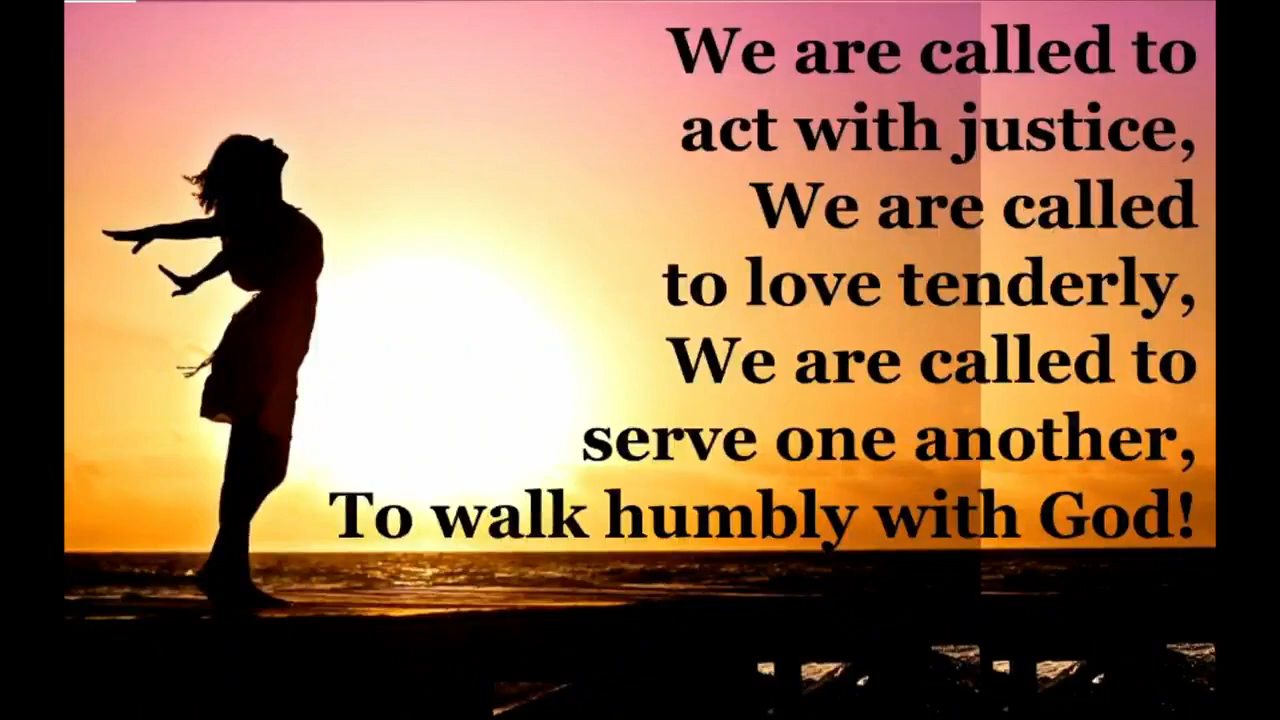 We are called to
act with justice,
We are called
to love tenderly,
We are called to
serve one another,
To walk humbly with God!